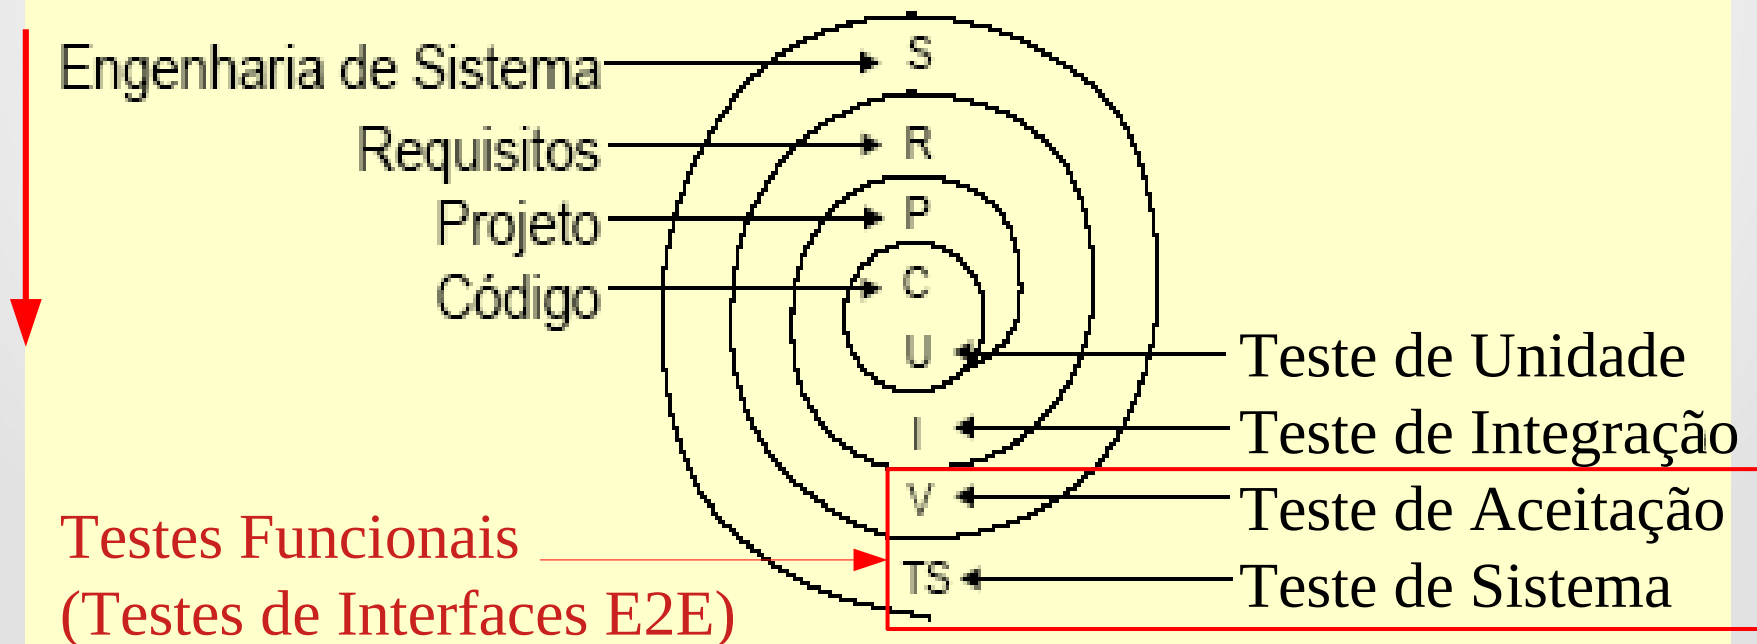 Engenharia de Sistema
S
Requisitos
R
Projeto
P
Código
C
U
Teste de Unidade
I
Teste de Integração
V
Teste de Aceitação
Testes Funcionais
(Testes de Interfaces E2E)
TS
Teste de Sistema